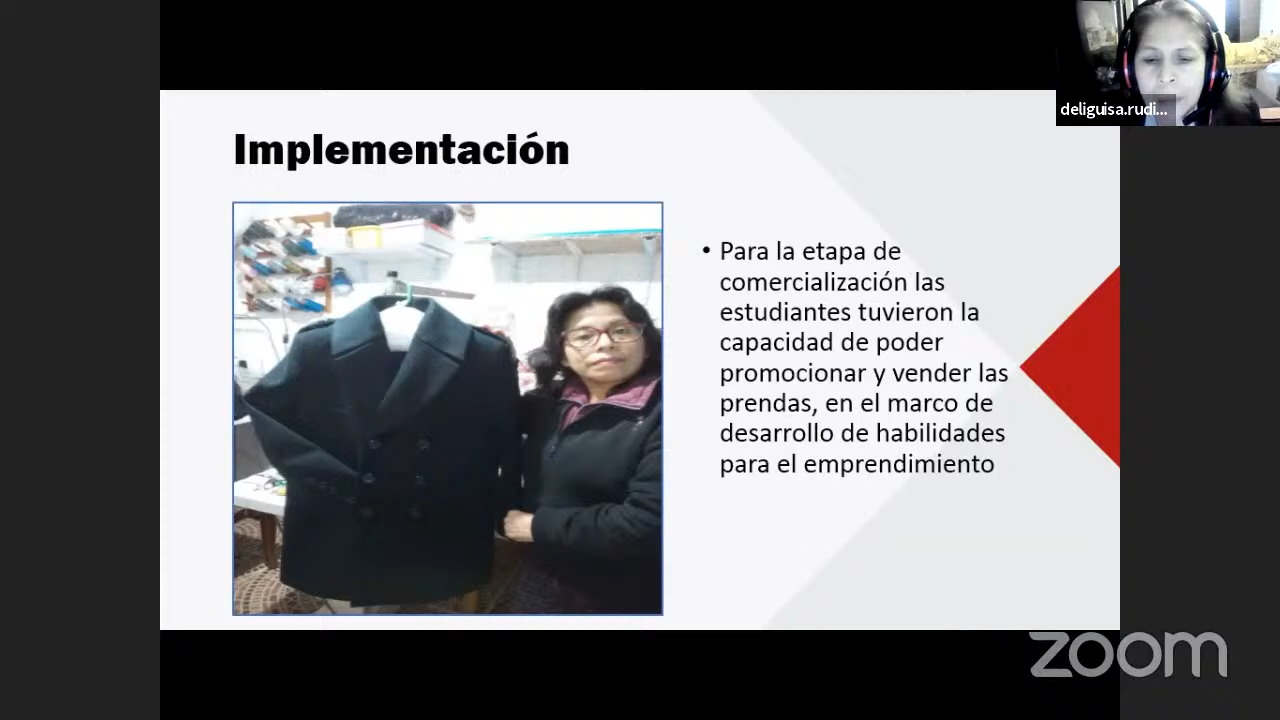 deliguisa.rudi...
Implementación
• Para la etapa de
comercialización las
estudiantes tuvieron la
capacidad de poder
promocionar y vender las
prendas, en el marco de
desarrollo de habilidades
para el emprendimiento
zoom